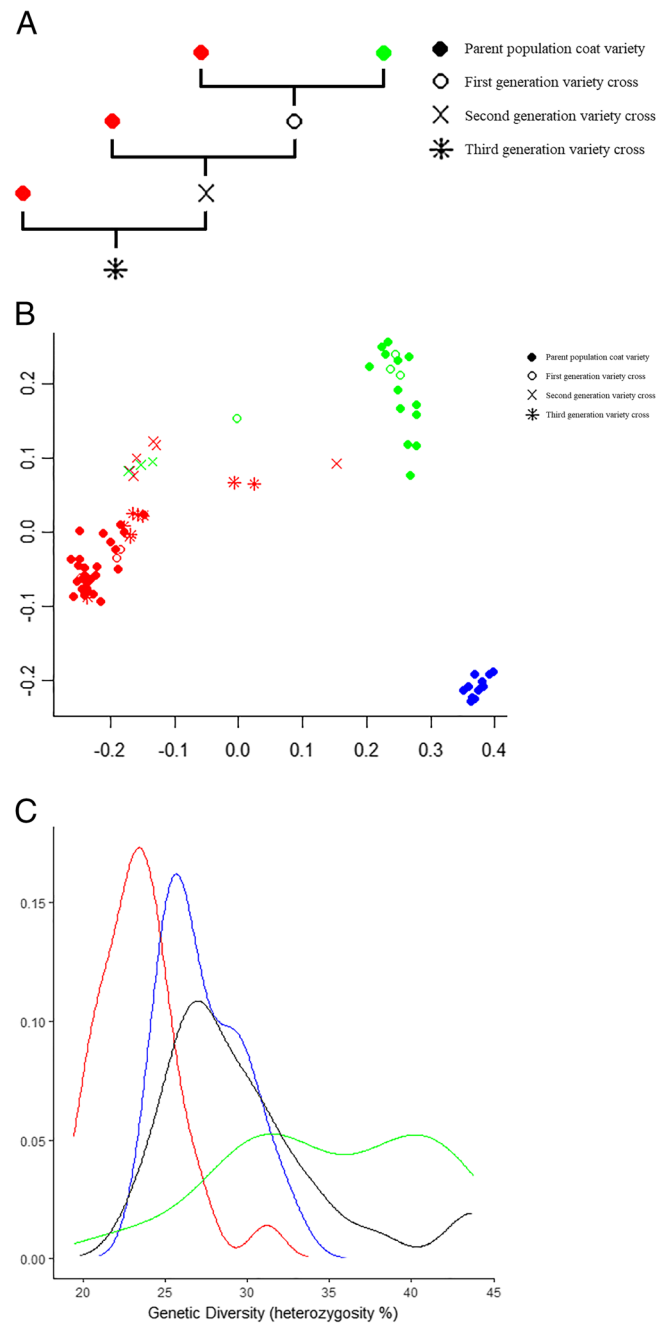 A
Parent population coat variety
First generation variety cross
Second generation variety cross
Third generation variety cross
B
Parent population coat variety
First generation variety cross
Second generation variety cross
Third generation variety cross
0.2
0.1
0.0
-0.1
-0.2
-0.2 -0.1 0.0 0.1 0.2 0.3 0.4
C
0.15
0.10
0.05
0.00
20 25 30 35 40 45
Genetic Diversity (heterozygosity %)